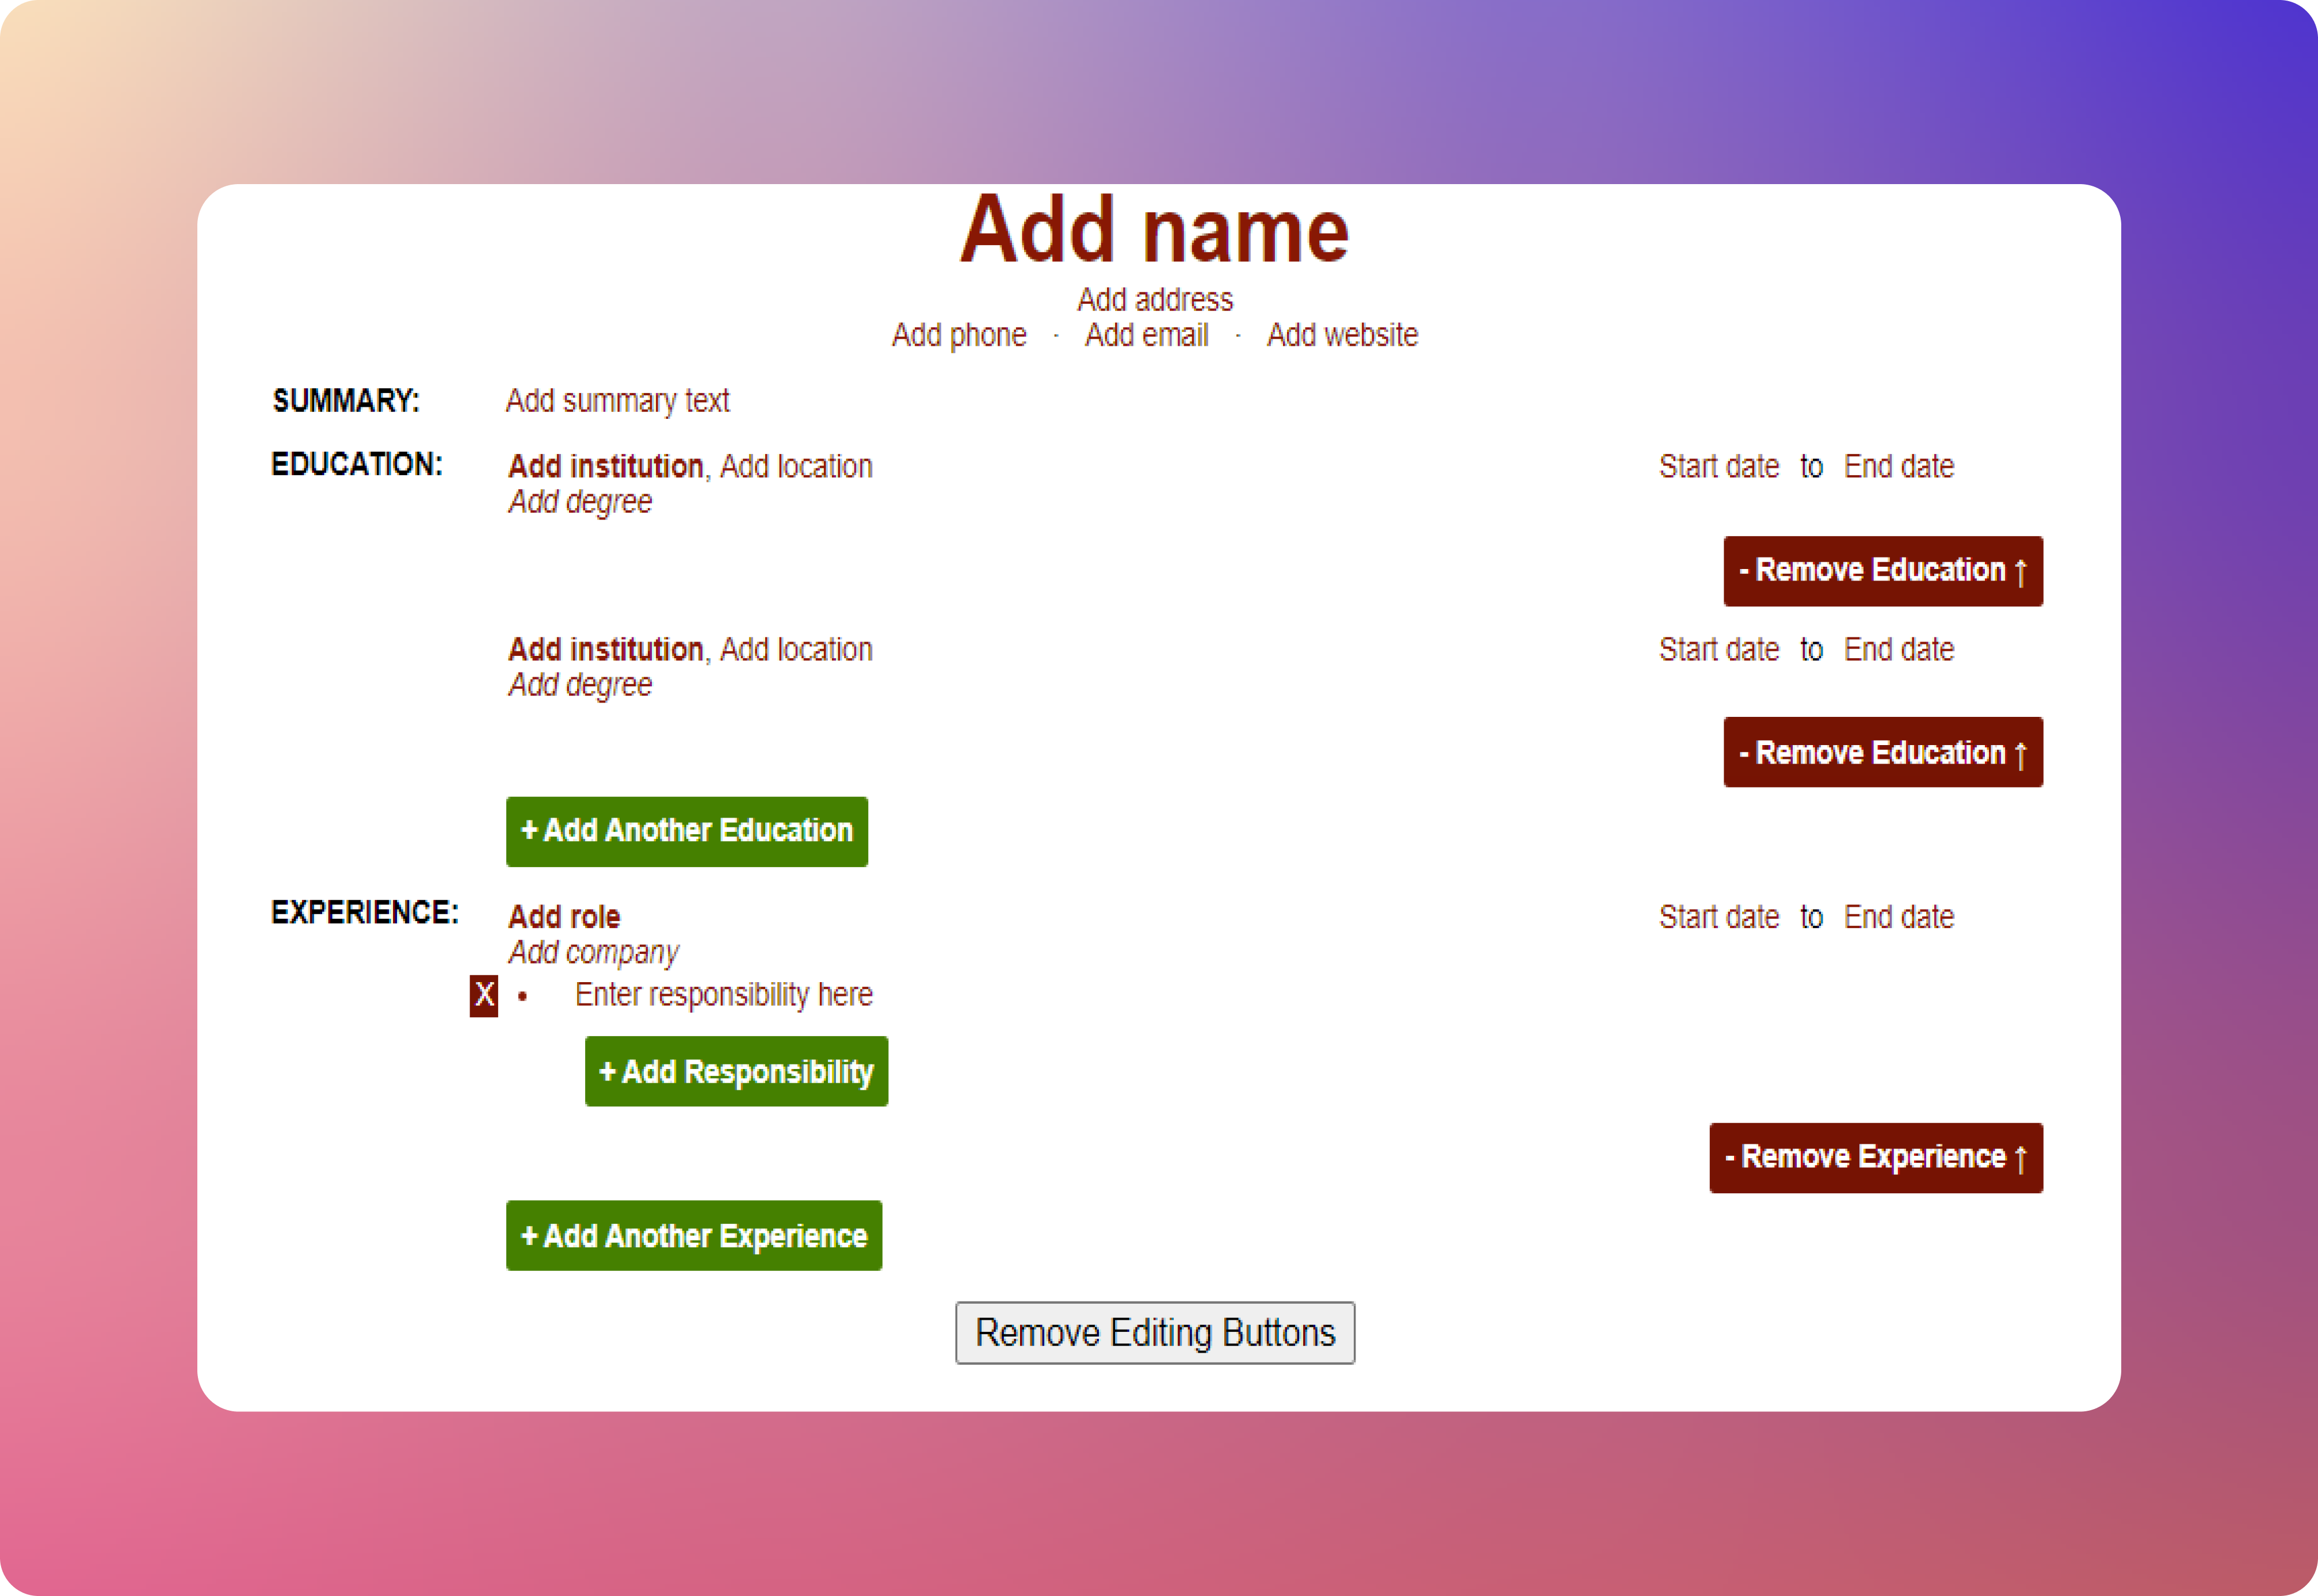 Add name
Add address
Add phone · Add email · Add website
SUMMARY: Add summary text
EDUCATION: Add institution, Add location Start date to End date
Add degree
- Remove Education ↑
Add institution, Add location Start date to End date
Add degree
- Remove Education ↑
+ Add Another Education
EXPERIENCE: Add role Start date to End date
Add company
X • Enter responsibility here
+ Add Responsibility
- Remove Experience ↑
+ Add Another Experience
Remove Editing Buttons